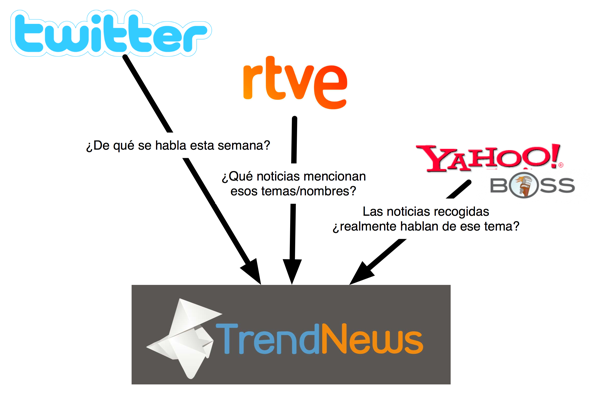 twitter
rtve
¿De qué se habla esta semana?
YAHOO!®
BOSS
¿Qué noticias mencionan
esos temas/nombres?
Las noticias recogidas
¿realmente hablan de ese tema?
TrendNews